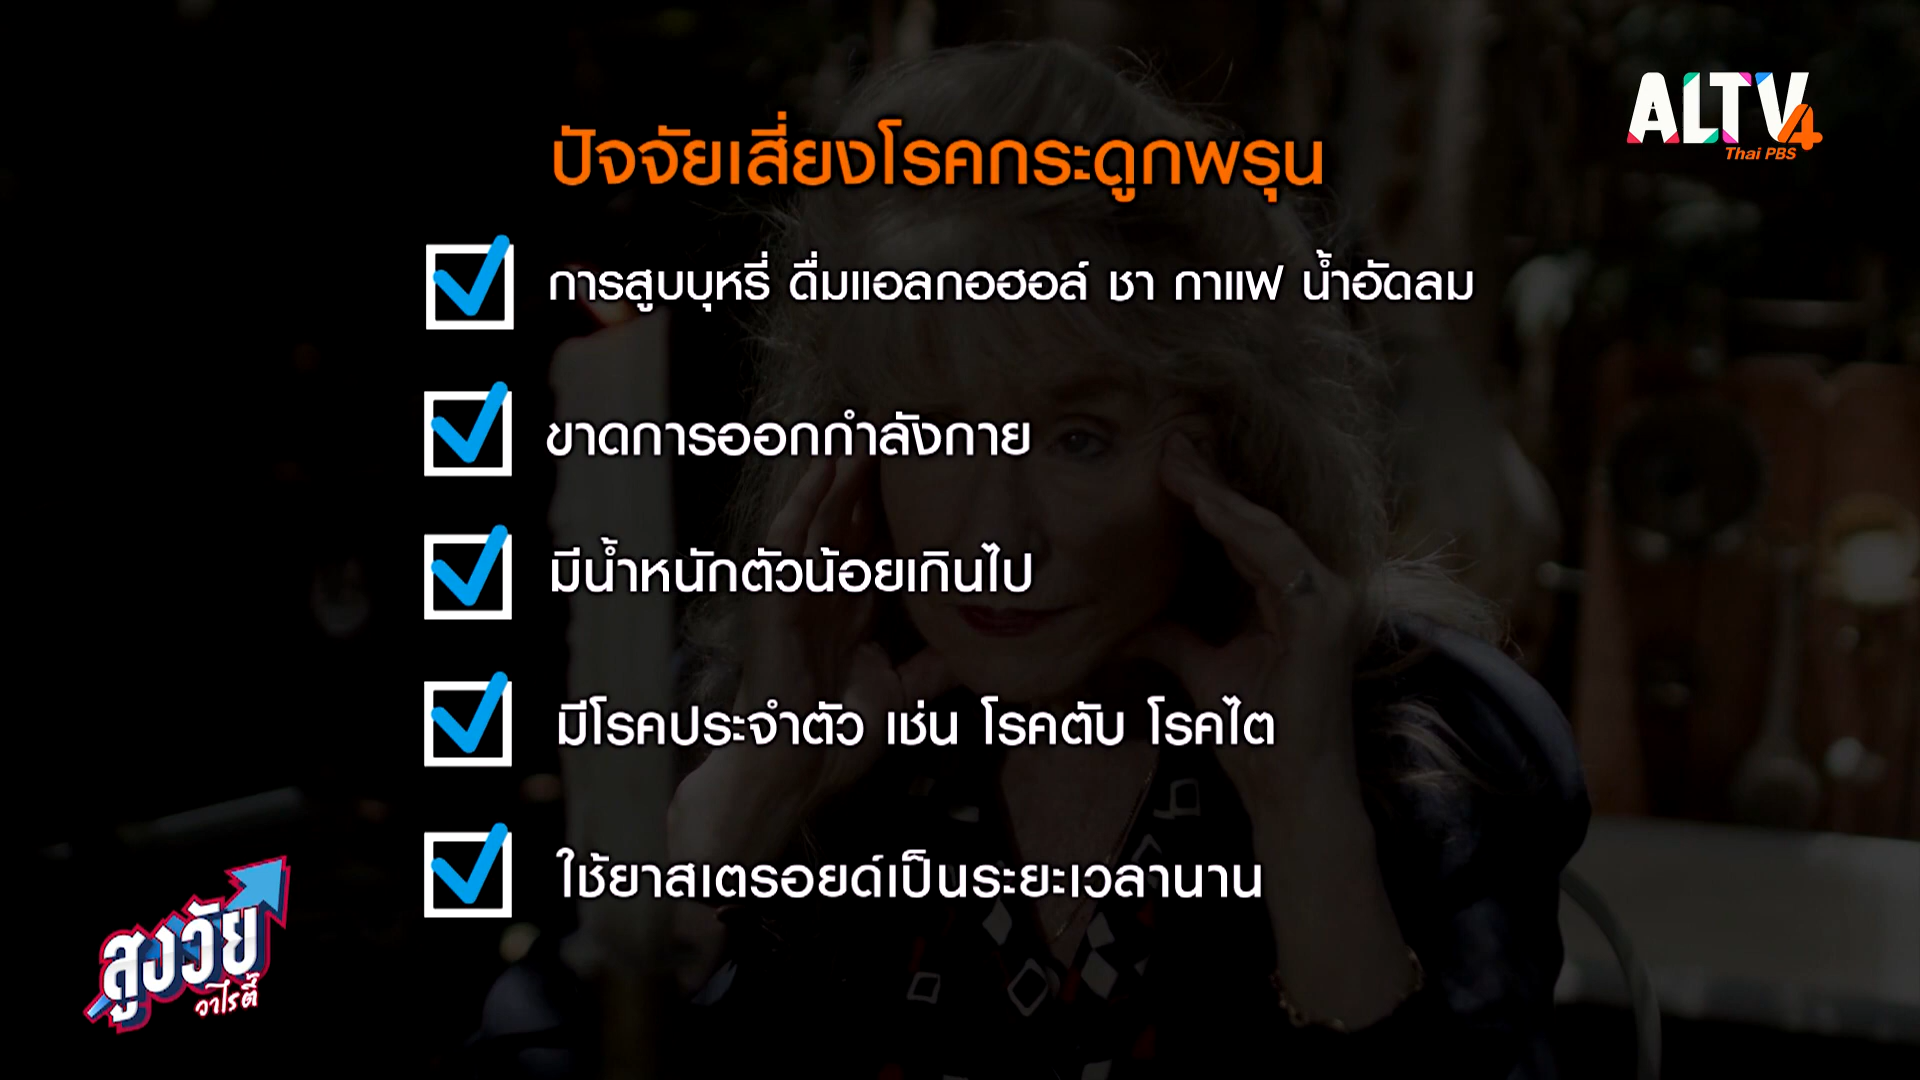 ALTV4
Thai PBS
ปัจจัยเสี่ยงโรคกระดูกพรุน
การสูบบุหรี่ ดื่มแอลกอฮอล์ ชา กาแฟ น้ำอัดลม
ขาดการออกกำลังกาย
มีน้ำหนักตัวน้อยเกินไป
มีโรคประจำตัว เช่น โรคตับ โรคไต
ใช้ยาสเตรอยด์เป็นระยะเวลานาน
สูงวัย
วาไรตี้